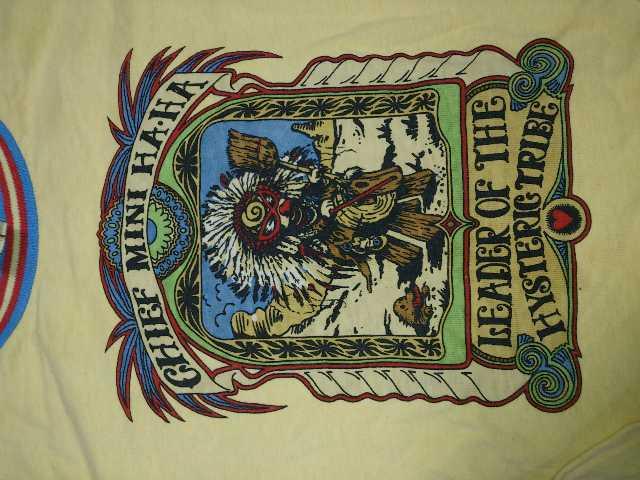 CHIEF MINI HA·HA
LEADER OF THE
HYSTERIC TRIBE